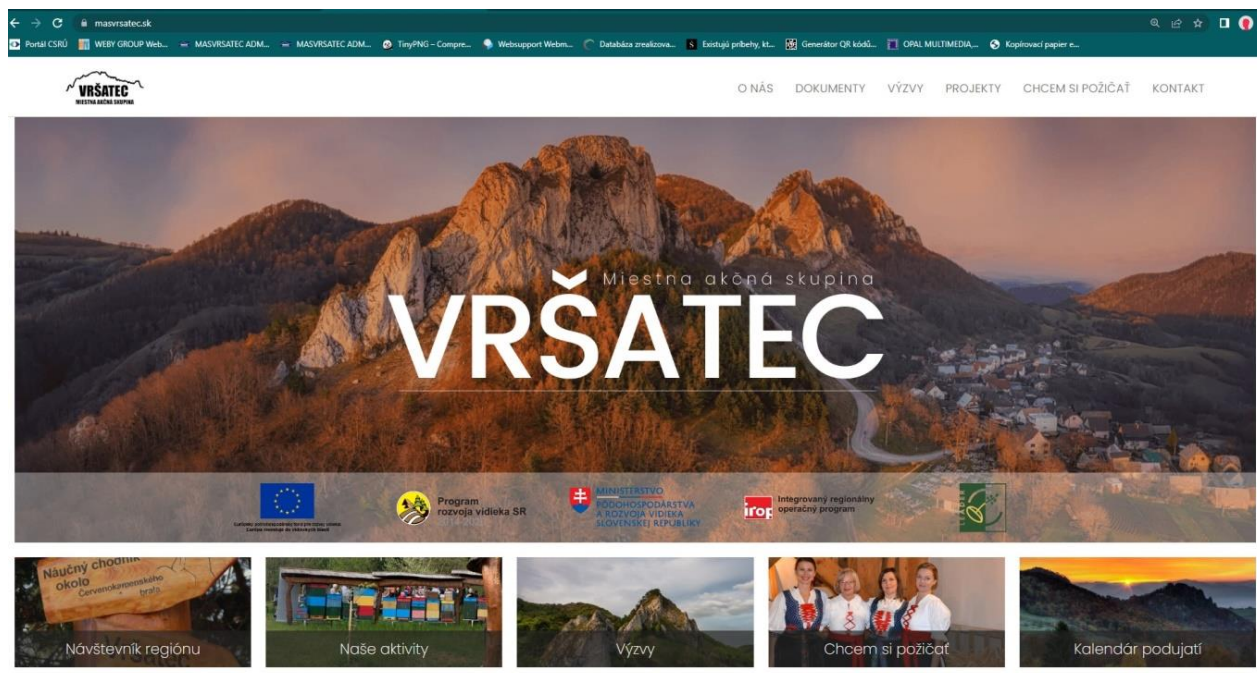 masvrsatec.sk
Portál CSRÚ WEBY GROUP Web... MASVRSATEC ADM... MASVRSATEC ADM... TinyPNG – Compre... Websupport Webm... Databáza zrealizova... Existujú príbehy, kt... Generátor QR kódů... OPAL MULTIMEDIA,... Kopírovací papier e...
VRŠATEC
MIESTNA AKČNÁ SKUPINA
O NÁS DOKUMENTY VÝZVY PROJEKTY CHCEM SI POŽIČAŤ KONTAKT
Miestna akčná skupina
VRŠATEC
Program
rozvoja vidieka SR
MINISTERSTVO
PÔDOHOSPODÁRSTVA
A ROZVOJA VIDIEKA
SLOVENSKEJ REPUBLIKY
irop
Integrovaný regionálny
operačný program
Náučný chodník
okolo
Červenokamenského
brala
Návštevník regiónu
Naše aktivity
Výzvy
Chcem si požičať
Kalendár podujatí